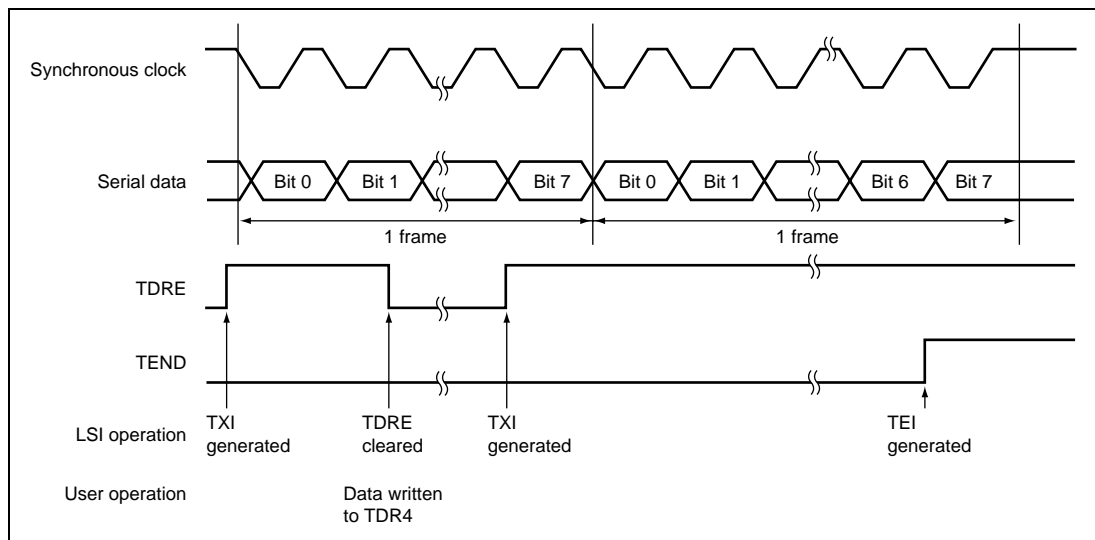 Synchronous clock
Serial data
Bit 0
Bit 1
Bit 7
Bit 0
Bit 1
Bit 6
Bit 7
1 frame
1 frame
TDRE
TEND
LSI operation
TXI
generated
TDRE
cleared
TXI
generated
TEI
generated
User operation
Data written
to TDR4